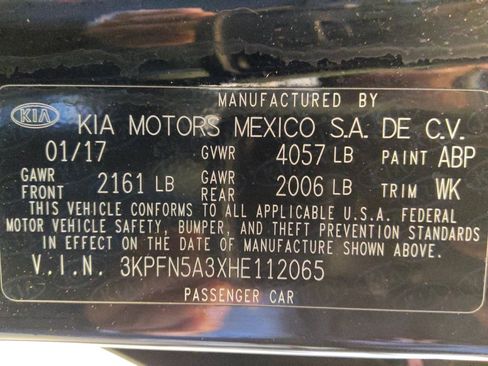 MANUFACTURED BY
KIA KIA MOTORS MEXICO S.A. DE C.V.
01/17 GVWR 4057 LB PAINT ABP
GAWR FRONT 2161 LB GAWR REAR 2006 LB TRIM WK
THIS VEHICLE CONFORMS TO ALL APPLICABLE U.S.A. FEDERAL
MOTOR VEHICLE SAFETY, BUMPER, AND THEFT PREVENTION STANDARDS
IN EFFECT ON THE DATE OF MANUFACTURE SHOWN ABOVE.
V.I.N. 3KPFN5A3XHE112065
PASSENGER CAR